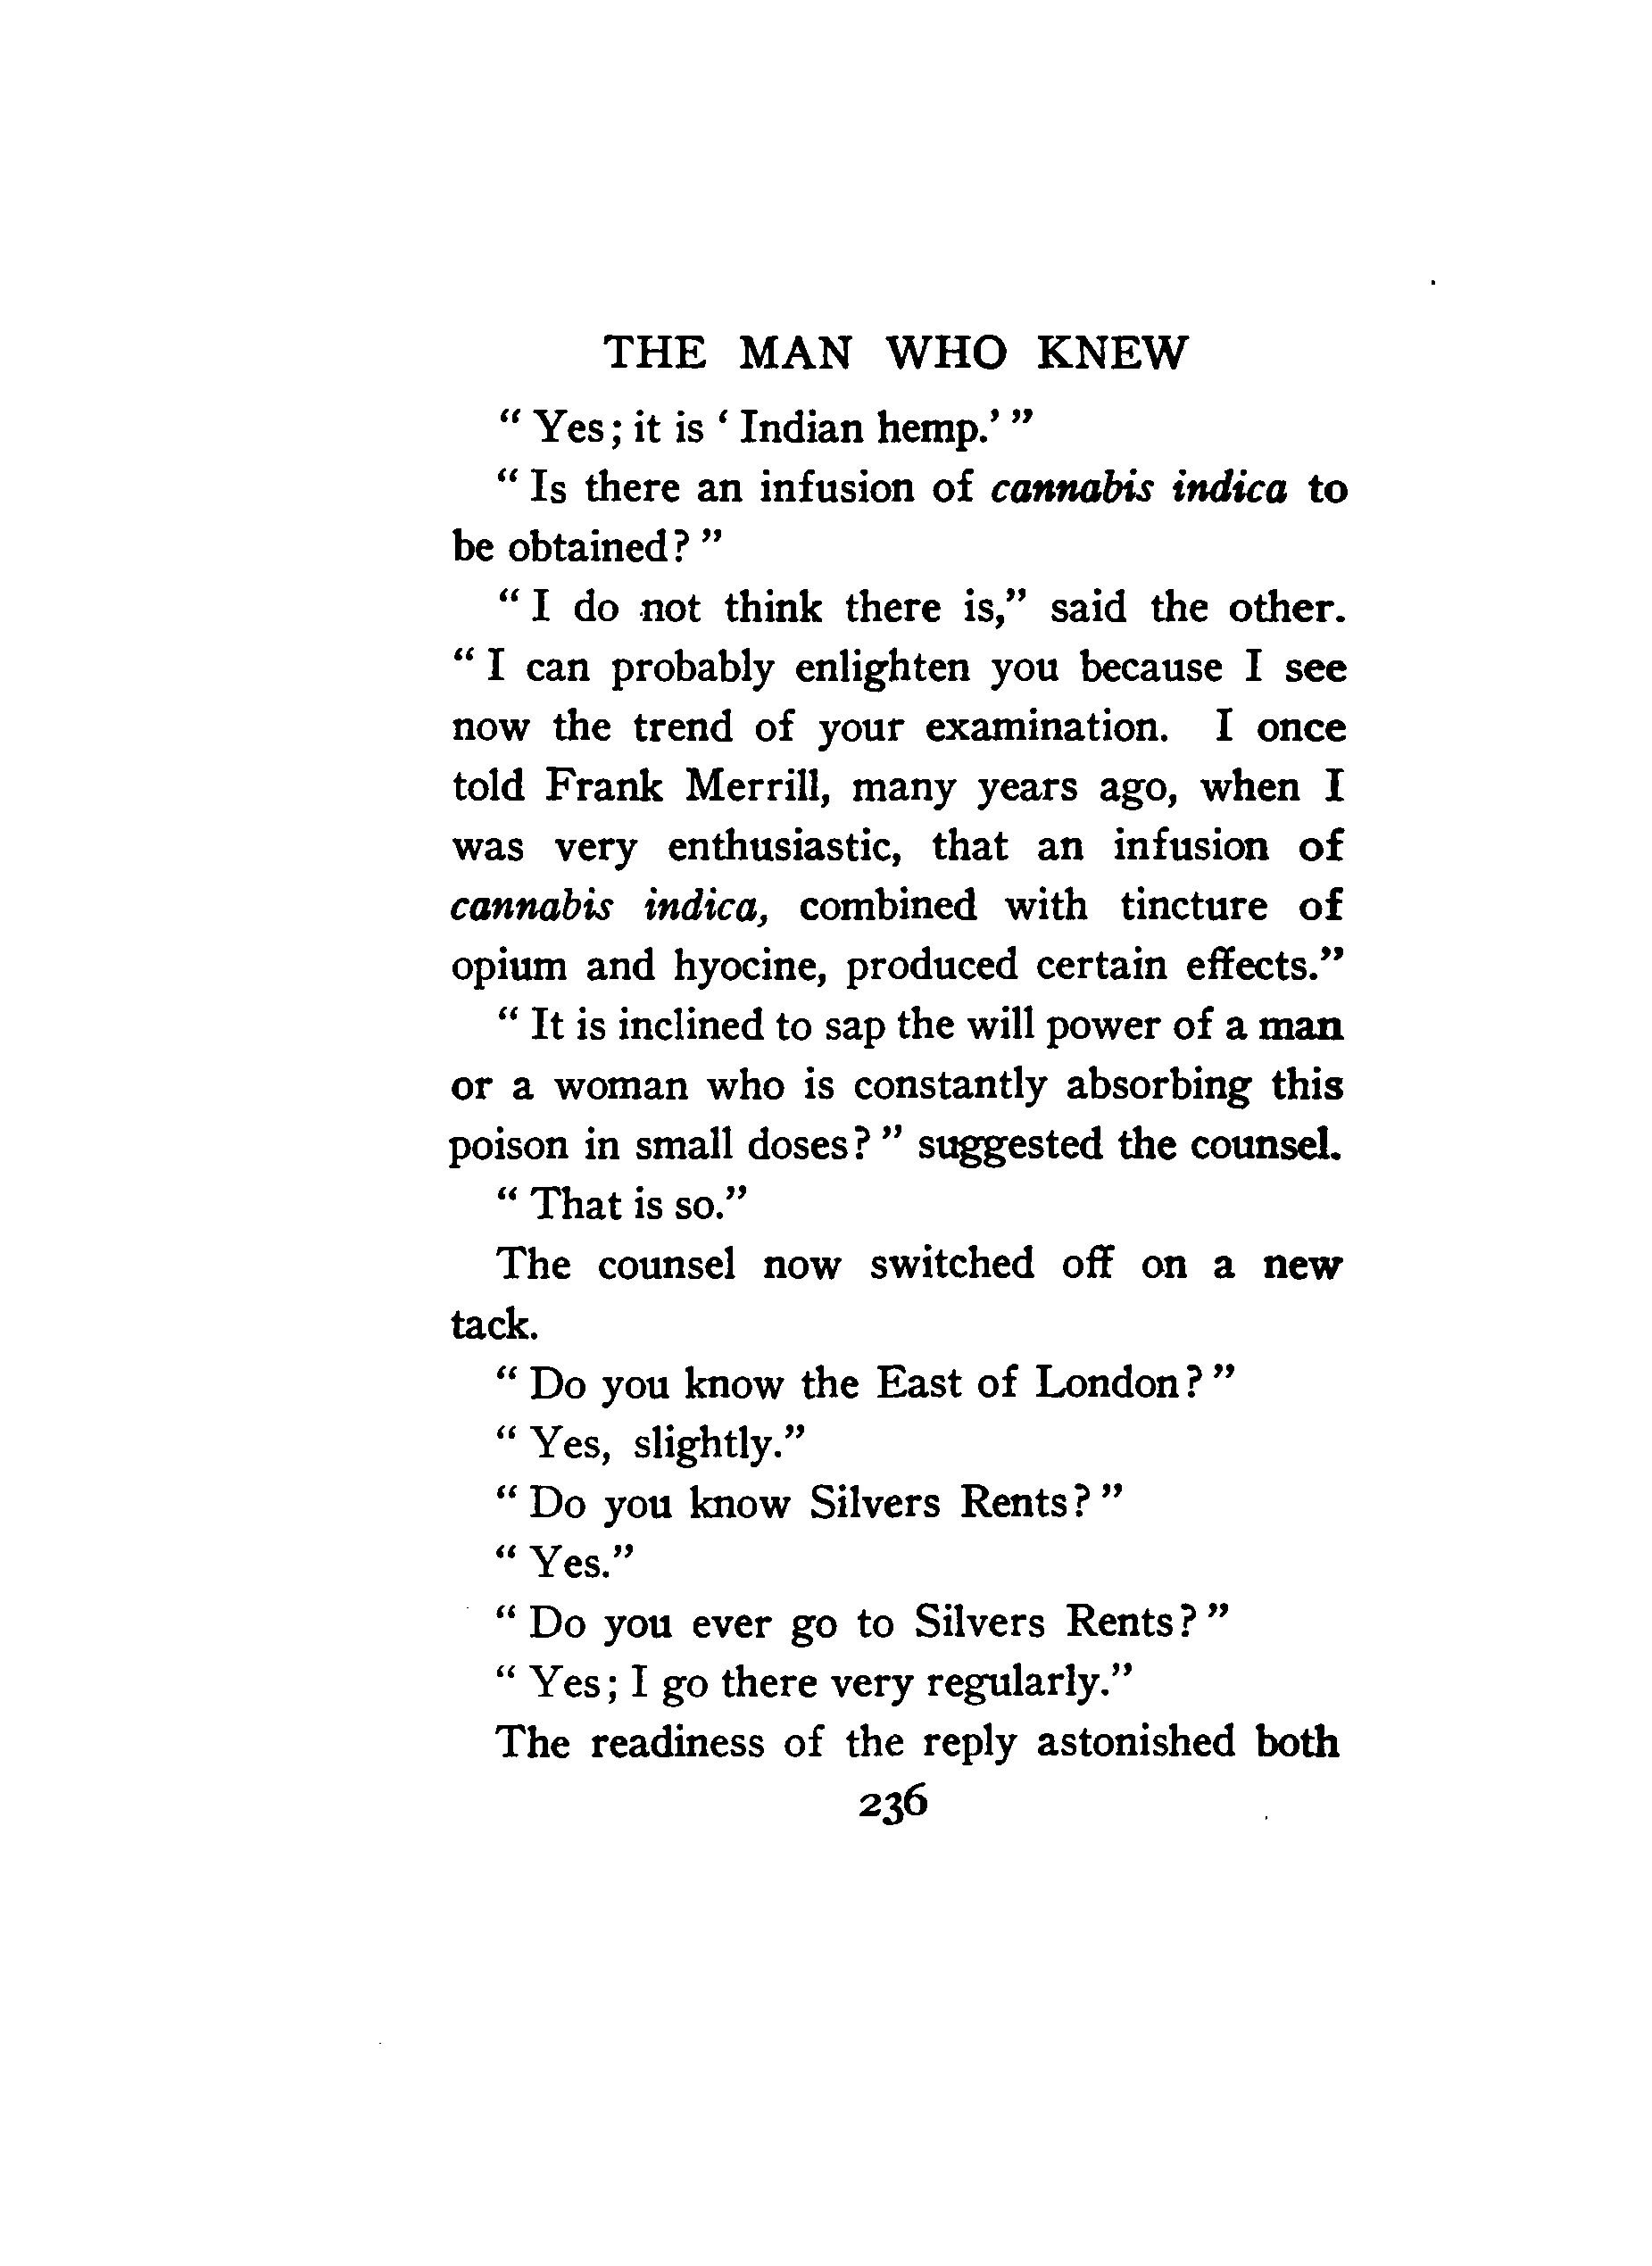 THE MAN WHO KNEW
“ Yes; it is ‘ Indian hemp.’ ”
“ Is there an infusion of cannabis indica to
be obtained? ”
“ I do not think there is,” said the other.
“ I can probably enlighten you because I see
now the trend of your examination. I once
told Frank Merrill, many years ago, when I
was very enthusiastic, that an infusion of
cannabis indica, combined with tincture of
opium and hyocine, produced certain effects.”
“ It is inclined to sap the will power of a man
or a woman who is constantly absorbing this
poison in small doses? ” suggested the counsel.
“ That is so.”
The counsel now switched off on a new
tack.
“ Do you know the East of London? ”
“ Yes, slightly.”
“ Do you know Silvers Rents? ”
“ Yes.”
“ Do you ever go to Silvers Rents? ”
“ Yes; I go there very regularly.”
The readiness of the reply astonished both
236